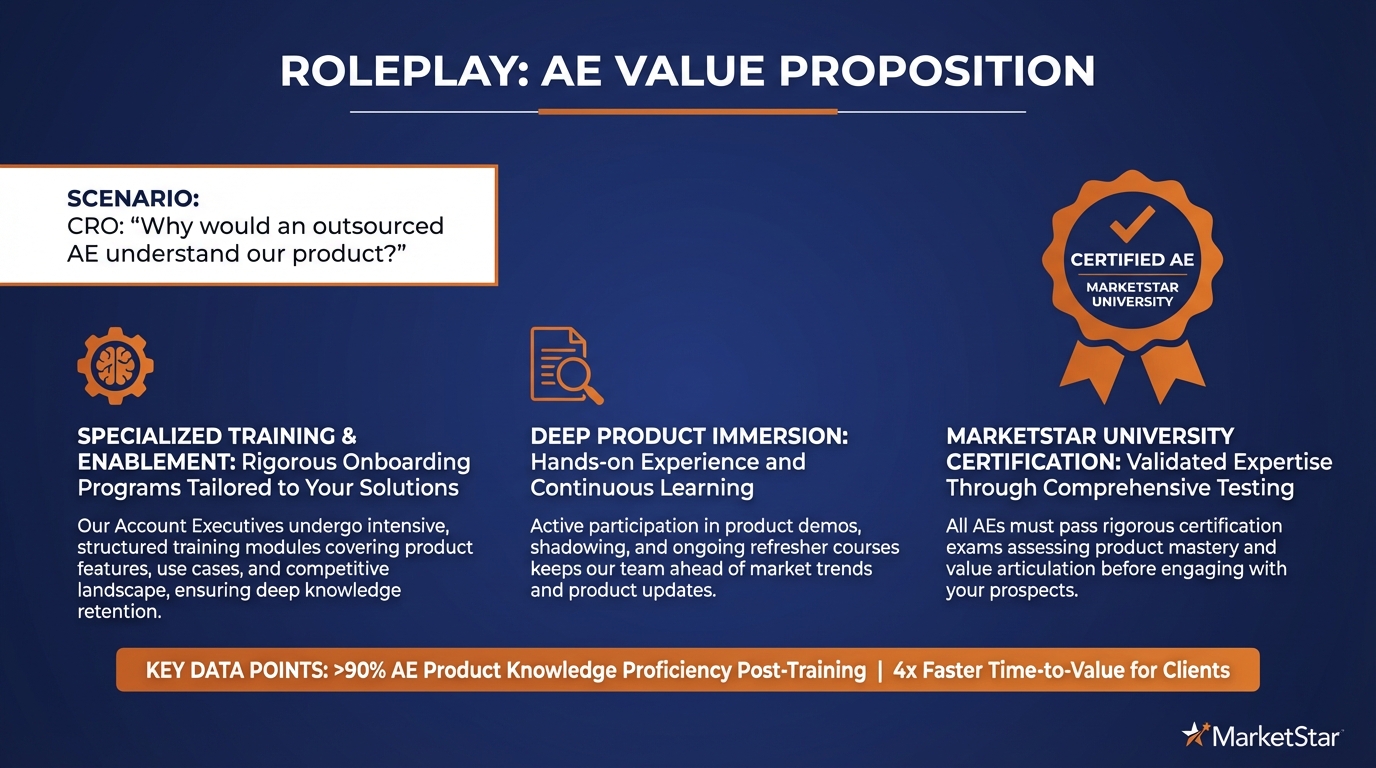 ROLEPLAY: AE VALUE PROPOSITION
SCENARIO:
CRO: “Why would an outsourced
AE understand our product?”
CERTIFIED AE
MARKETSTAR
UNIVERSITY
SPECIALIZED TRAINING &
ENABLEMENT: Rigorous Onboarding
Programs Tailored to Your Solutions
Our Account Executives undergo intensive,
structured training modules covering product
features, use cases, and competitive
landscape, ensuring deep knowledge
retention.
DEEP PRODUCT IMMERSION:
Hands-on Experience and
Continuous Learning
Active participation in product demos,
shadowing, and ongoing refresher courses
keeps our team ahead of market trends
and product updates.
MARKETSTAR UNIVERSITY
CERTIFICATION: Validated Expertise
Through Comprehensive Testing
All AEs must pass rigorous certification
exams assessing product mastery and
value articulation before engaging with
your prospects.
KEY DATA POINTS: >90% AE Product Knowledge Proficiency Post-Training | 4x Faster Time-to-Value for Clients
MarketStar